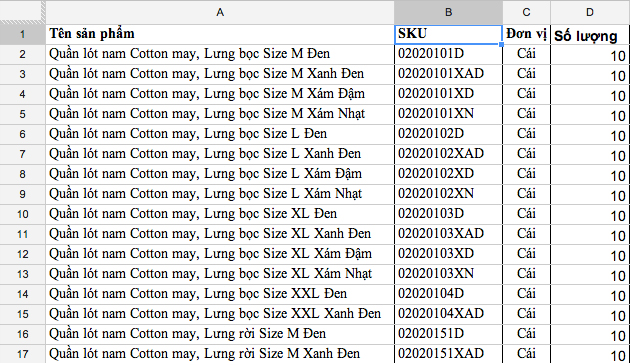 A B C D
1 Tên sản phẩm SKU Đơn vị Số lượng
2 Quần lót nam Cotton may, Lưng bọc Size M Đen 02020101D Cái 10
3 Quần lót nam Cotton may, Lưng bọc Size M Xanh Đen 02020101XAD Cái 10
4 Quần lót nam Cotton may, Lưng bọc Size M Xám Đậm 02020101XD Cái 10
5 Quần lót nam Cotton may, Lưng bọc Size M Xám Nhạt 02020101XN Cái 10
6 Quần lót nam Cotton may, Lưng bọc Size L Đen 02020102D Cái 10
7 Quần lót nam Cotton may, Lưng bọc Size L Xanh Đen 02020102XAD Cái 10
8 Quần lót nam Cotton may, Lưng bọc Size L Xám Đậm 02020102XD Cái 10
9 Quần lót nam Cotton may, Lưng bọc Size L Xám Nhạt 02020102XN Cái 10
10 Quần lót nam Cotton may, Lưng bọc Size XL Đen 02020103D Cái 10
11 Quần lót nam Cotton may, Lưng bọc Size XL Xanh Đen 02020103XAD Cái 10
12 Quần lót nam Cotton may, Lưng bọc Size XL Xám Đậm 02020103XD Cái 10
13 Quần lót nam Cotton may, Lưng bọc Size XL Xám Nhạt 02020103XN Cái 10
14 Quần lót nam Cotton may, Lưng bọc Size XXL Đen 02020104D Cái 10
15 Quần lót nam Cotton may, Lưng bọc Size XXL Xanh Đen 02020104XAD Cái 10
16 Quần lót nam Cotton may, Lưng rời Size M Đen 02020151D Cái 10
17 Quần lót nam Cotton may, Lưng rời Size M Xanh Đen 02020151XAD Cái 10